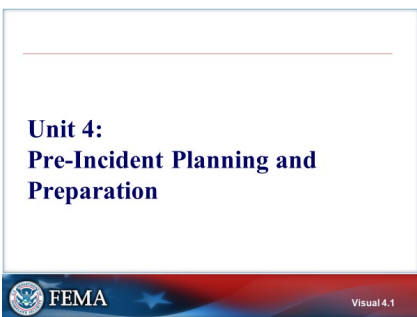 Unit 4:
Pre-Incident Planning and
Preparation
FEMA
Visual 4.1